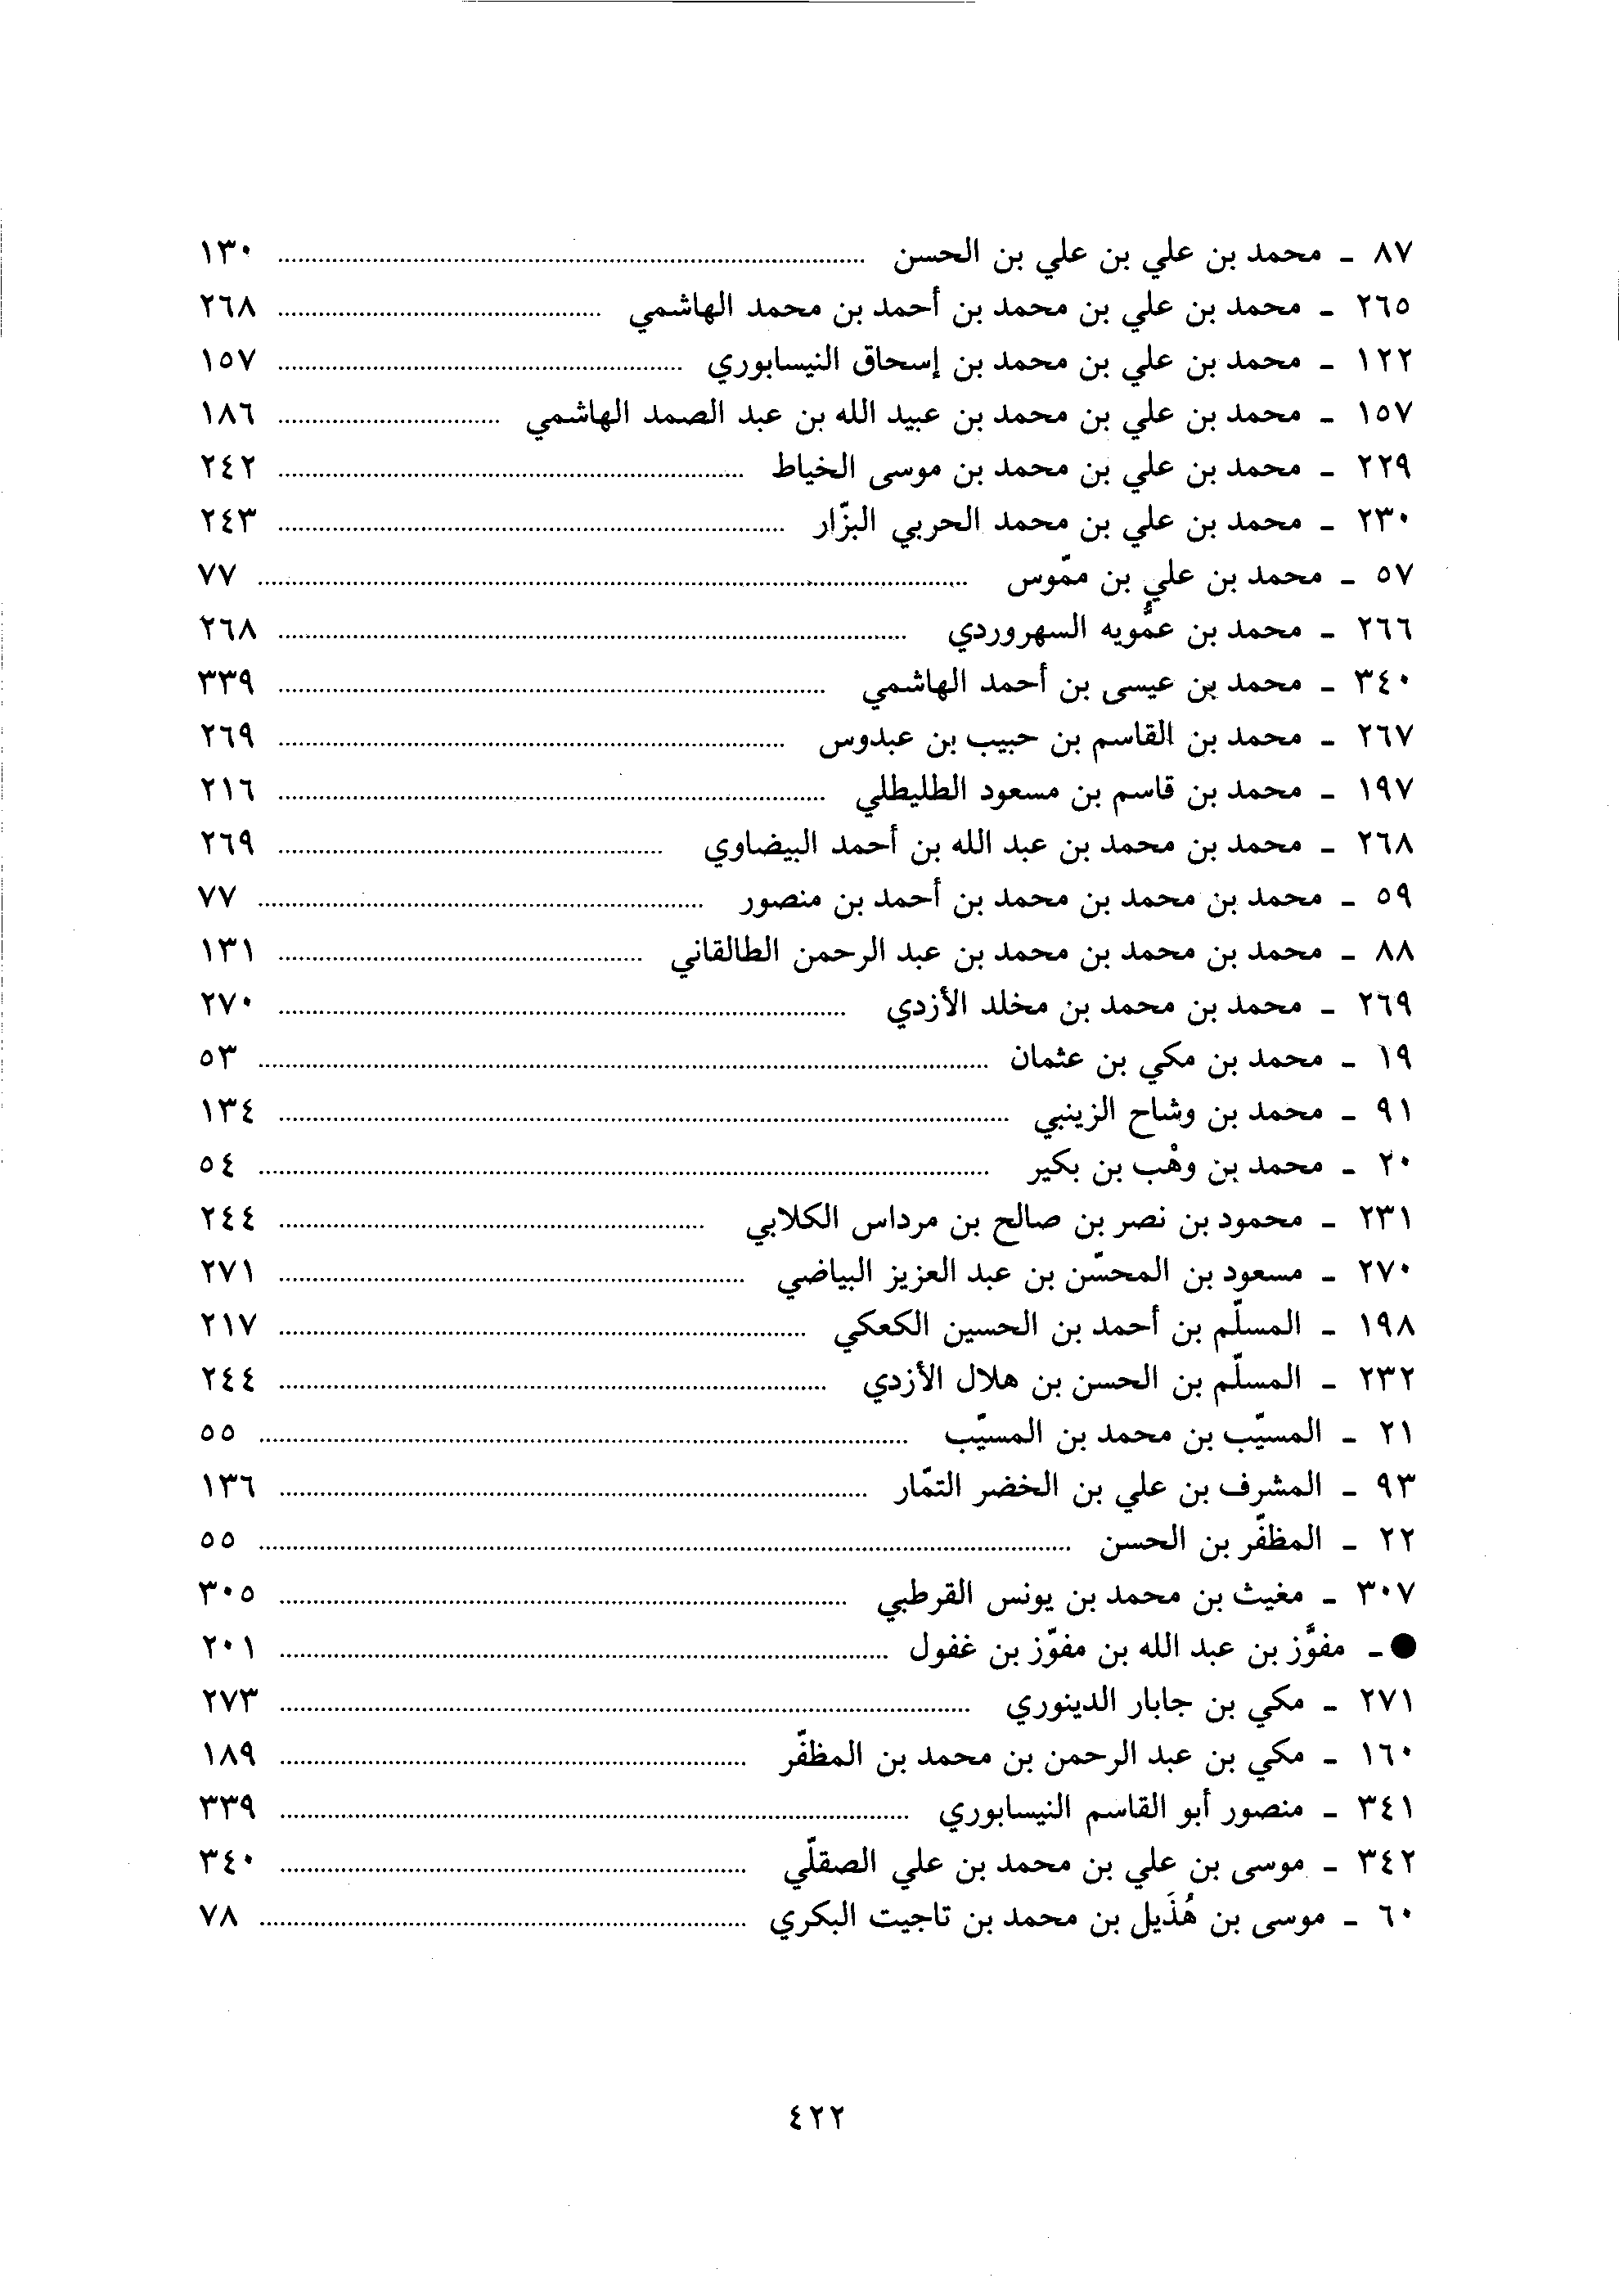 ٨٧ - محمد بن علي بن علي بن الحسن ........ ١٣٠
٢٦٥ - محمد بن علي بن محمد بن أحمد بن محمد الهاشمي ........ ٢٦٨
١٢٢ - محمد بن علي بن محمد بن إسحاق النيسابوري ........ ١٥٧
١٥٧ - محمد بن علي بن محمد بن عبيد الله بن عبد الصمد الهاشمي ........ ١٨٦
٢٢٩ - محمد بن علي بن محمد بن موسى الخياط ........ ٢٤٢
٢٣٠ - محمد بن علي بن محمد الحربي البزّار ........ ٢٤٣
٥٧ - محمد بن علي بن ممّوس ........ ٧٧
٢٦٦ - محمد بن عمُّويه السهروردي ........ ٢٦٨
٣٤٠ - محمد بن عيسى بن أحمد الهاشمي ........ ٣٣٩
٢٦٧ - محمد بن القاسم بن حبيب بن عبدوس ........ ٢٦٩
١٩٧ - محمد بن قاسم بن مسعود الطليطلي ........ ٢١٦
٢٦٨ - محمد بن محمد بن عبد الله بن أحمد البيضاوي ........ ٢٦٩
٥٩ - محمد بن محمد بن محمد بن أحمد بن منصور ........ ٧٧
٨٨ - محمد بن محمد بن محمد بن عبد الرحمن الطالقاني ........ ١٣١
٢٦٩ - محمد بن محمد بن مخلد الأزدي ........ ٢٧٠
١٩ - محمد بن مكي بن عثمان ........ ٥٣
٩١ - محمد بن وشاح الزينبي ........ ١٣٤
٢٠ - محمد بن وهْب بن بكير ........ ٥٤
٢٣١ - محمود بن نصر بن صالح بن مرداس الكلابي ........ ٢٤٤
٢٧٠ - مسعود بن المحسّن بن عبد العزيز البياضي ........ ٢٧١
١٩٨ - المسلّم بن أحمد بن الحسين الكعكي ........ ٢١٧
٢٣٢ - المسلّم بن الحسن بن هلال الأزدي ........ ٢٤٤
٢١ - المسيّب بن محمد بن المسيّب ........ ٥٥
٩٣ - المشرف بن علي بن الخضر التمّار ........ ١٣٦
٢٢ - المظفّر بن الحسن ........ ٥٥
٣٠٧ - مغيث بن محمد بن يونس القرطبي ........ ٣٠٥
● - مفوَّز بن عبد الله بن مفوّز بن غفول ........ ٢٠١
٢٧١ - مكي بن جابار الدينوري ........ ٢٧٣
١٦٠ - مكي بن عبد الرحمن بن محمد بن المظفّر ........ ١٨٩
٣٤١ - منصور أبو القاسم النيسابوري ........ ٣٣٩
٣٤٢ - موسى بن علي بن محمد بن علي الصقلّي ........ ٣٤٠
٦٠ - موسى بن هُذَيل بن محمد بن تاجيت البكري ........ ٧٨
٤٢٢